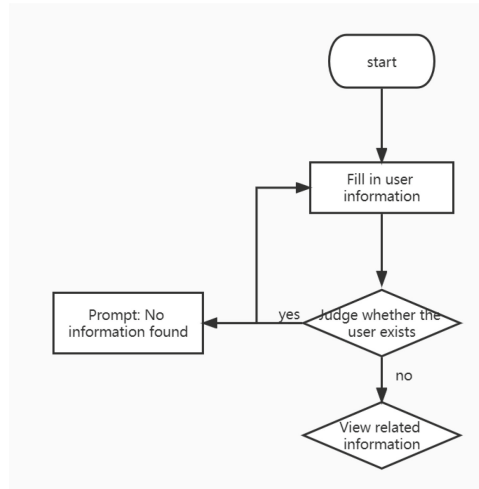 start
Fill in user
information
Prompt: No
information found
yes
Judge whether the
user exists
no
View related
information